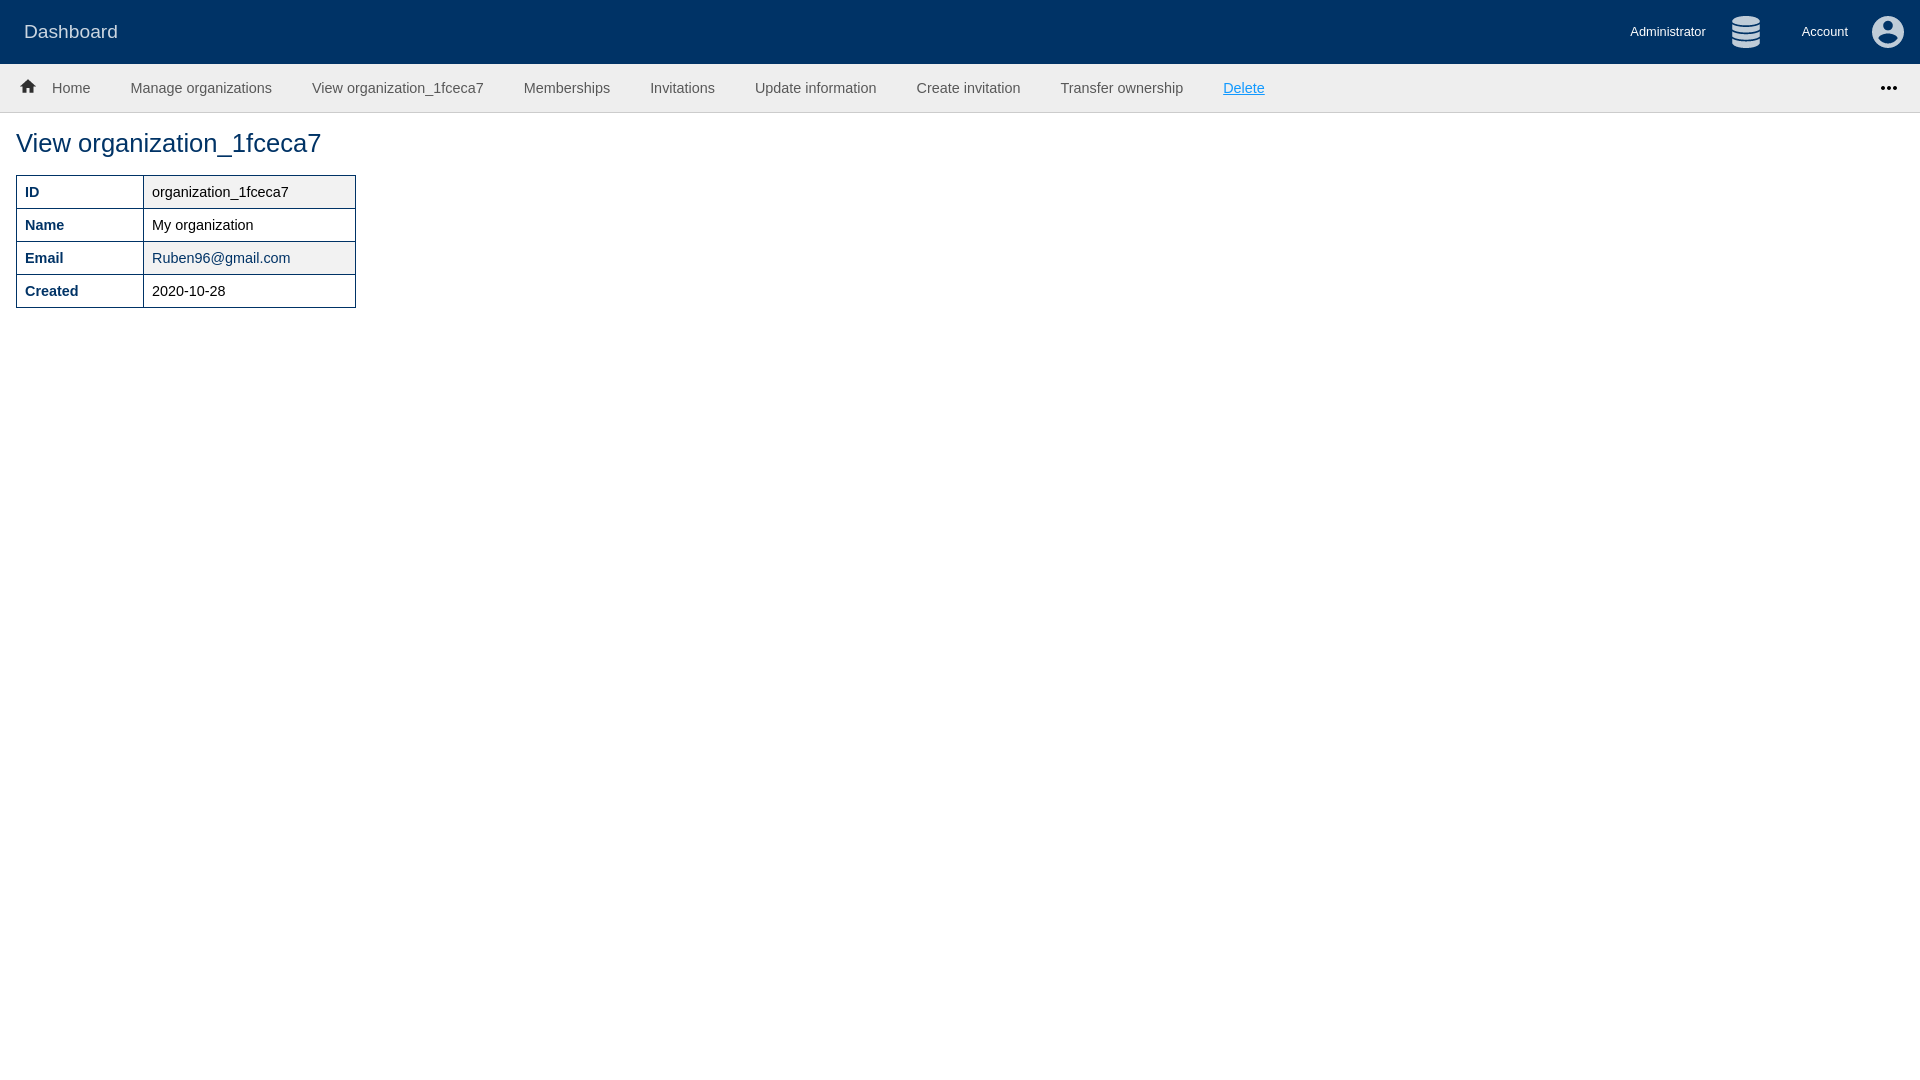 Dashboard
Administrator
Account
Home
Manage organizations
View organization_1fceca7
Memberships
Invitations
Update information
Create invitation
Transfer ownership
Delete
View organization_1fceca7
ID organization_1fceca7
Name My organization
Email Ruben96@gmail.com
Created 2020-10-28